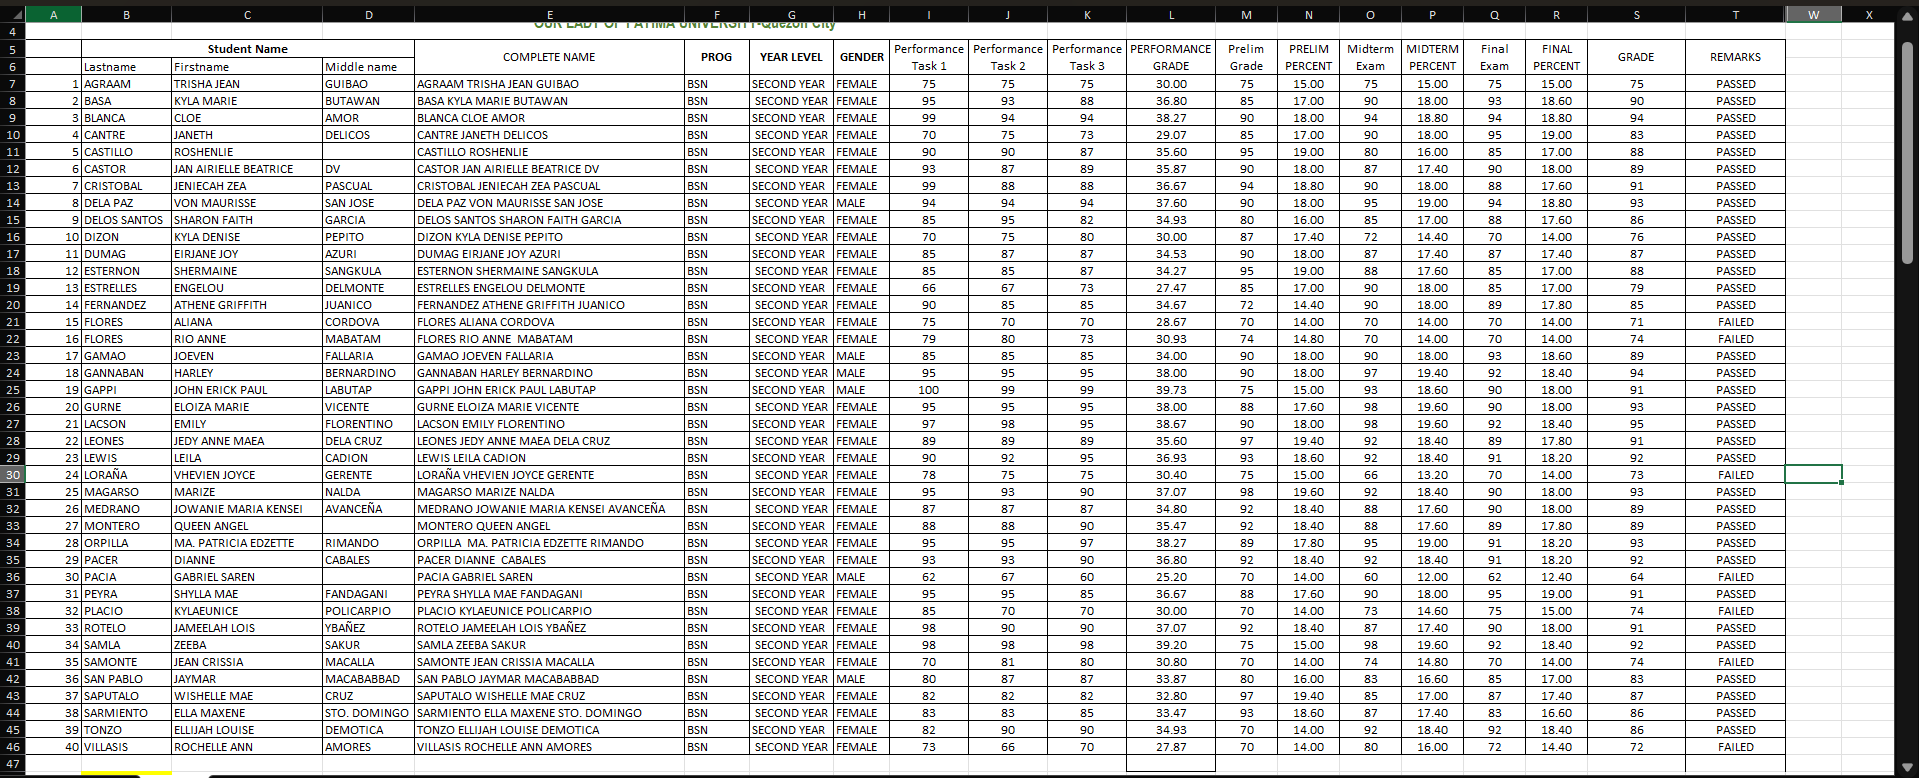 A B C D E F G H I J K L M N O P Q R S T W X
4 OUR LADY OF FATIMA UNIVERSITY-Quezon City
5 Student Name COMPLETE NAME PROG YEAR LEVEL GENDER Performance Task 1 Performance Task 2 Performance Task 3 PERFORMANCE GRADE Prelim Grade PRELIM PERCENT Midterm Exam MIDTERM PERCENT Final Exam FINAL PERCENT GRADE REMARKS
6 Lastname Firstname Middle name
7 1 AGRAAM TRISHA JEAN GUIBAO AGRAAM TRISHA JEAN GUIBAO BSN SECOND YEAR FEMALE 75 75 75 30.00 75 15.00 75 15.00 75 15.00 75 PASSED
8 2 BASA KYLA MARIE BUTAWAN BASA KYLA MARIE BUTAWAN BSN SECOND YEAR FEMALE 95 93 88 36.80 85 17.00 90 18.00 93 18.60 90 PASSED
9 3 BLANCA CLOE AMOR BLANCA CLOE AMOR BSN SECOND YEAR FEMALE 99 94 94 38.27 90 18.00 94 18.80 94 18.80 94 PASSED
10 4 CANTRE JANETH DELICOS CANTRE JANETH DELICOS BSN SECOND YEAR FEMALE 70 75 73 29.07 85 17.00 90 18.00 95 19.00 83 PASSED
11 5 CASTILLO ROSHENLIE CASTILLO ROSHENLIE BSN SECOND YEAR FEMALE 90 90 87 35.60 95 19.00 80 16.00 85 17.00 88 PASSED
12 6 CASTOR JAN AIRIELLE BEATRICE DV CASTOR JAN AIRIELLE BEATRICE DV BSN SECOND YEAR FEMALE 93 87 89 35.87 90 18.00 87 17.40 90 18.00 89 PASSED
13 7 CRISTOBAL JENIECAH ZEA PASCUAL CRISTOBAL JENIECAH ZEA PASCUAL BSN SECOND YEAR FEMALE 99 88 88 36.67 94 18.80 90 18.00 88 17.60 91 PASSED
14 8 DELA PAZ VON MAURISSE SAN JOSE DELA PAZ VON MAURISSE SAN JOSE BSN SECOND YEAR MALE 94 94 94 37.60 90 18.00 95 19.00 94 18.80 93 PASSED
15 9 DELOS SANTOS SHARON FAITH GARCIA DELOS SANTOS SHARON FAITH GARCIA BSN SECOND YEAR FEMALE 85 95 82 34.93 80 16.00 85 17.00 88 17.60 86 PASSED
16 10 DIZON KYLA DENISE PEPITO DIZON KYLA DENISE PEPITO BSN SECOND YEAR FEMALE 70 75 80 30.00 87 17.40 72 14.40 70 14.00 76 PASSED
17 11 DUMAG EIRJANE JOY AZURI DUMAG EIRJANE JOY AZURI BSN SECOND YEAR FEMALE 85 87 87 34.53 90 18.00 87 17.40 87 17.40 87 PASSED
18 12 ESTERNON SHERMAINE SANGKULA ESTERNON SHERMAINE SANGKULA BSN SECOND YEAR FEMALE 85 85 87 34.27 95 19.00 88 17.60 85 17.00 88 PASSED
19 13 ESTRELLES ENGELOU DELMONTE ESTRELLES ENGELOU DELMONTE BSN SECOND YEAR FEMALE 66 67 73 27.47 85 17.00 90 18.00 85 17.00 79 PASSED
20 14 FERNANDEZ ATHENE GRIFFITH JUANICO FERNANDEZ ATHENE GRIFFITH JUANICO BSN SECOND YEAR FEMALE 90 85 85 34.67 72 14.40 90 18.00 89 17.80 85 PASSED
21 15 FLORES ALIANA CORDOVA FLORES ALIANA CORDOVA BSN SECOND YEAR FEMALE 75 70 70 28.67 70 14.00 70 14.00 70 14.00 71 FAILED
22 16 FLORES RIO ANNE MABATAM FLORES RIO ANNE MABATAM BSN SECOND YEAR FEMALE 79 80 73 30.93 74 14.80 70 14.00 70 14.00 74 FAILED
23 17 GAMAO JOEVEN FALLARIA GAMAO JOEVEN FALLARIA BSN SECOND YEAR MALE 85 85 85 34.00 90 18.00 90 18.00 93 18.60 89 PASSED
24 18 GANNABAN HARLEY BERNARDINO GANNABAN HARLEY BERNARDINO BSN SECOND YEAR MALE 95 95 95 38.00 90 18.00 97 19.40 92 18.40 94 PASSED
25 19 GAPPI JOHN ERICK PAUL LABUTAP GAPPI JOHN ERICK PAUL LABUTAP BSN SECOND YEAR MALE 100 99 99 39.73 75 15.00 93 18.60 90 18.00 91 PASSED
26 20 GURNE ELOIZA MARIE VICENTE GURNE ELOIZA MARIE VICENTE BSN SECOND YEAR FEMALE 95 95 95 38.00 88 17.60 98 19.60 90 18.00 93 PASSED
27 21 LACSON EMILY FLORENTINO LACSON EMILY FLORENTINO BSN SECOND YEAR FEMALE 97 98 95 38.67 90 18.00 98 19.60 92 18.40 95 PASSED
28 22 LEONES JEDY ANNE MAEA DELA CRUZ LEONES JEDY ANNE MAEA DELA CRUZ BSN SECOND YEAR FEMALE 89 89 89 35.60 97 19.40 92 18.40 89 17.80 91 PASSED
29 23 LEWIS LEILA CADION LEWIS LEILA CADION BSN SECOND YEAR FEMALE 90 92 95 36.93 93 18.60 92 18.40 91 18.20 92 PASSED
30 24 LORAÑA VHEVIEN JOYCE GERENTE LORAÑA VHEVIEN JOYCE GERENTE BSN SECOND YEAR FEMALE 78 75 75 30.40 75 15.00 66 13.20 70 14.00 73 FAILED
31 25 MAGARSO MARIZE NALDA MAGARSO MARIZE NALDA BSN SECOND YEAR FEMALE 95 93 90 37.07 98 19.60 92 18.40 90 18.00 93 PASSED
32 26 MEDRANO JOWANIE MARIA KENSEI AVANCEÑA MEDRANO JOWANIE MARIA KENSEI AVANCEÑA BSN SECOND YEAR FEMALE 87 87 87 34.80 92 18.40 88 17.60 90 18.00 89 PASSED
33 27 MONTERO QUEEN ANGEL MONTERO QUEEN ANGEL BSN SECOND YEAR FEMALE 88 88 90 35.47 92 18.40 88 17.60 89 17.80 89 PASSED
34 28 ORPILLA MA. PATRICIA EDZETTE RIMANDO ORPILLA MA. PATRICIA EDZETTE RIMANDO BSN SECOND YEAR FEMALE 95 95 97 38.27 89 17.80 95 19.00 91 18.20 93 PASSED
35 29 PACER DIANNE CABALES PACER DIANNE CABALES BSN SECOND YEAR FEMALE 93 93 90 36.80 92 18.40 92 18.40 91 18.20 92 PASSED
36 30 PACIA GABRIEL SAREN PACIA GABRIEL SAREN BSN SECOND YEAR MALE 62 67 60 25.20 70 14.00 60 12.00 62 12.40 64 FAILED
37 31 PEYRA SHYLLA MAE FANDAGANI PEYRA SHYLLA MAE FANDAGANI BSN SECOND YEAR FEMALE 95 95 85 36.67 88 17.60 90 18.00 95 19.00 91 PASSED
38 32 PLACIO KYLAEUNICE POLICARPIO PLACIO KYLAEUNICE POLICARPIO BSN SECOND YEAR FEMALE 85 70 70 30.00 70 14.00 73 14.60 75 15.00 74 FAILED
39 33 ROTELO JAMEELAH LOIS YBAÑEZ ROTELO JAMEELAH LOIS YBAÑEZ BSN SECOND YEAR FEMALE 98 90 90 37.07 92 18.40 87 17.40 90 18.00 91 PASSED
40 34 SAMLA ZEEBA SAKUR SAMLA ZEEBA SAKUR BSN SECOND YEAR FEMALE 98 98 98 39.20 75 15.00 98 19.60 92 18.40 92 PASSED
41 35 SAMONTE JEAN CRISSIA MACALLA SAMONTE JEAN CRISSIA MACALLA BSN SECOND YEAR FEMALE 70 81 80 30.80 70 14.00 74 14.80 70 14.00 74 FAILED
42 36 SAN PABLO JAYMAR MACABABBAD SAN PABLO JAYMAR MACABABBAD BSN SECOND YEAR MALE 80 87 87 33.87 80 16.00 83 16.60 85 17.00 83 PASSED
43 37 SAPUTALO WISHELLE MAE CRUZ SAPUTALO WISHELLE MAE CRUZ BSN SECOND YEAR FEMALE 82 82 82 32.80 97 19.40 85 17.00 87 17.40 87 PASSED
44 38 SARMIENTO ELLA MAXENE STO. DOMINGO SARMIENTO ELLA MAXENE STO. DOMINGO BSN SECOND YEAR FEMALE 83 83 85 33.47 93 18.60 87 17.40 83 16.60 86 PASSED
45 39 TONZO ELLIJAH LOUISE DEMOTICA TONZO ELLIJAH LOUISE DEMOTICA BSN SECOND YEAR FEMALE 82 90 90 34.93 70 14.00 92 18.40 92 18.40 86 PASSED
46 40 VILLASIS ROCHELLE ANN AMORES VILLASIS ROCHELLE ANN AMORES BSN SECOND YEAR FEMALE 73 66 70 27.87 70 14.00 80 16.00 72 14.40 72 FAILED
47